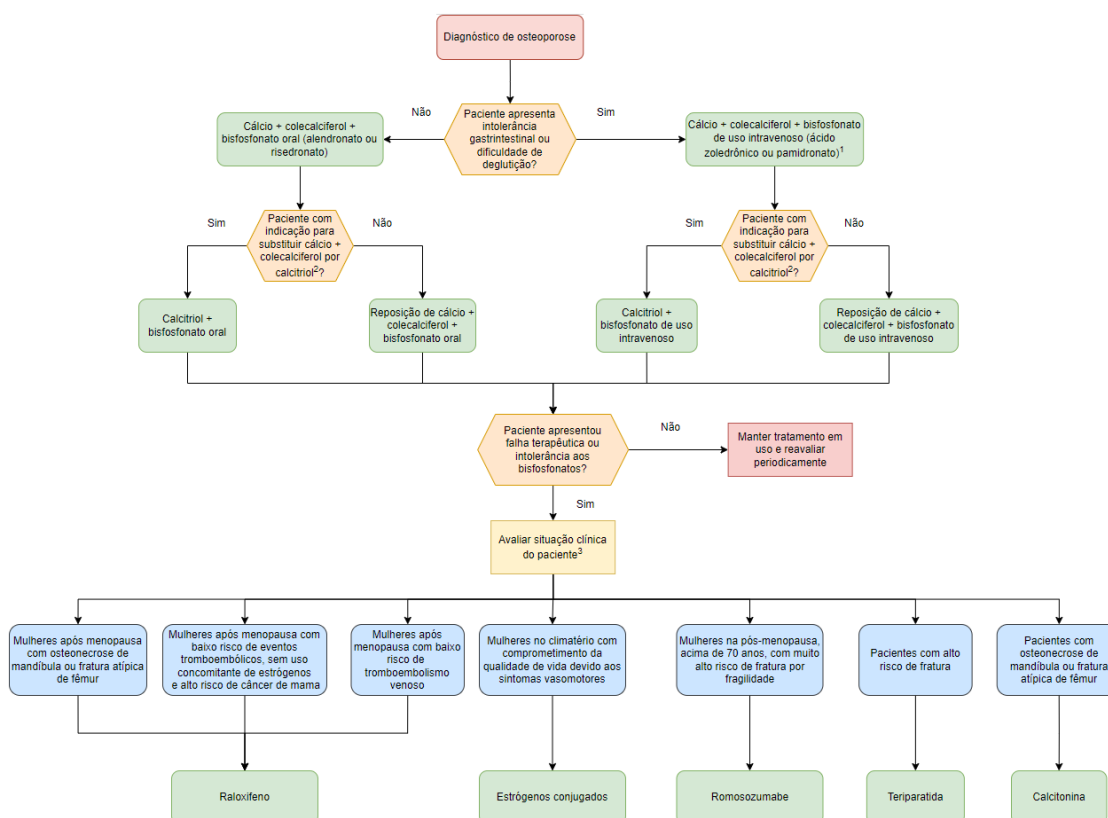 Diagnóstico de osteoporose
Não
Sim
Paciente apresenta
intolerância
gastrintestinal ou
dificuldade de
deglutição?
Cálcio + colecalciferol +
bisfosfonato oral (alendronato ou
risedronato)
Cálcio + colecalciferol + bisfosfonato
de uso intravenoso (ácido
zoledrônico ou pamidronato)1
Sim
Paciente com
indicação para
substituir cálcio +
colecalciferol por
calcitriol2?
Não
Sim
Paciente com
indicação para
substituir cálcio +
colecalciferol por
calcitriol2?
Não
Calcitriol +
bisfosfonato oral
Reposição de cálcio +
colecalciferol +
bisfosfonato oral
Calcitriol +
bisfosfonato de uso
intravenoso
Reposição de cálcio +
colecalciferol + bisfosfonato
de uso intravenoso
Paciente apresentou
falha terapêutica ou
intolerância aos
bisfosfonatos?
Não
Manter tratamento em
uso e reavaliar
periodicamente
Sim
Avaliar situação clínica
do paciente3
Mulheres após menopausa
com osteonecrose de
mandíbula ou fratura atípica
de fêmur
Mulheres após menopausa com
baixo risco de eventos
tromboembólicos, sem uso
concomitante de estrógenos
e alto risco de câncer de mama
Mulheres após
menopausa com baixo
risco de
tromboembolismo
venoso
Mulheres no climatério com
comprometimento da
qualidade de vida devido aos
sintomas vasomotores
Mulheres na pós-menopausa,
acima de 70 anos, com muito
alto risco de fratura por
fragilidade
Pacientes com alto
risco de fratura
Pacientes com
osteonecrose de
mandíbula ou fratura
atípica de fêmur
Raloxifeno
Estrógenos conjugados
Romosozumabe
Teriparatida
Calcitonina